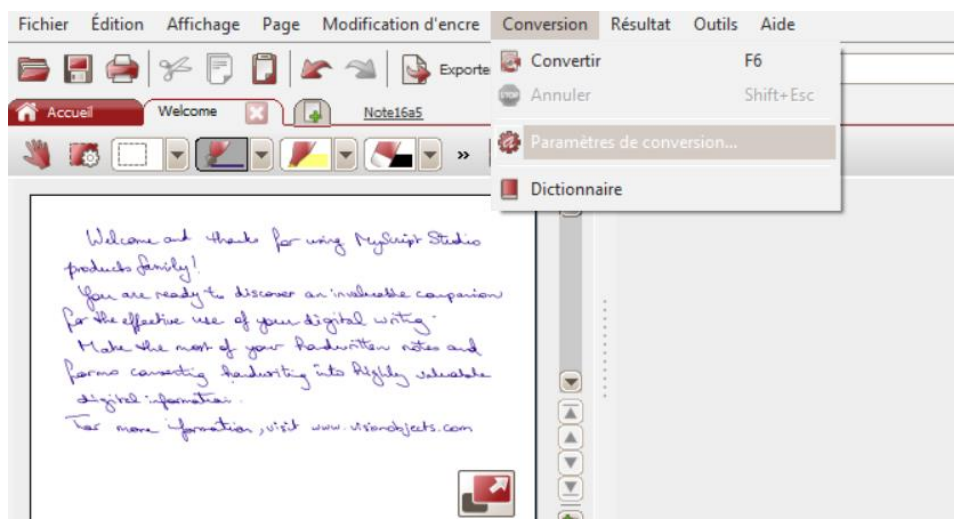 Fichier Édition Affichage Page Modification d'encre Conversion Résultat Outils Aide
Exporte
Convertir F6
Annuler Shift+Esc
Paramètres de conversion...
Dictionnaire
Accueil Welcome Note16a5
Welcome and thanks for using MyScript Studio
products family!
You are ready to discover an invaluable companion
for the effective use of your digital writing.
Make the most of your handwritten notes and
forms converting handwriting into highly valuable
digital information.
For more information, visit www.visionobjects.com